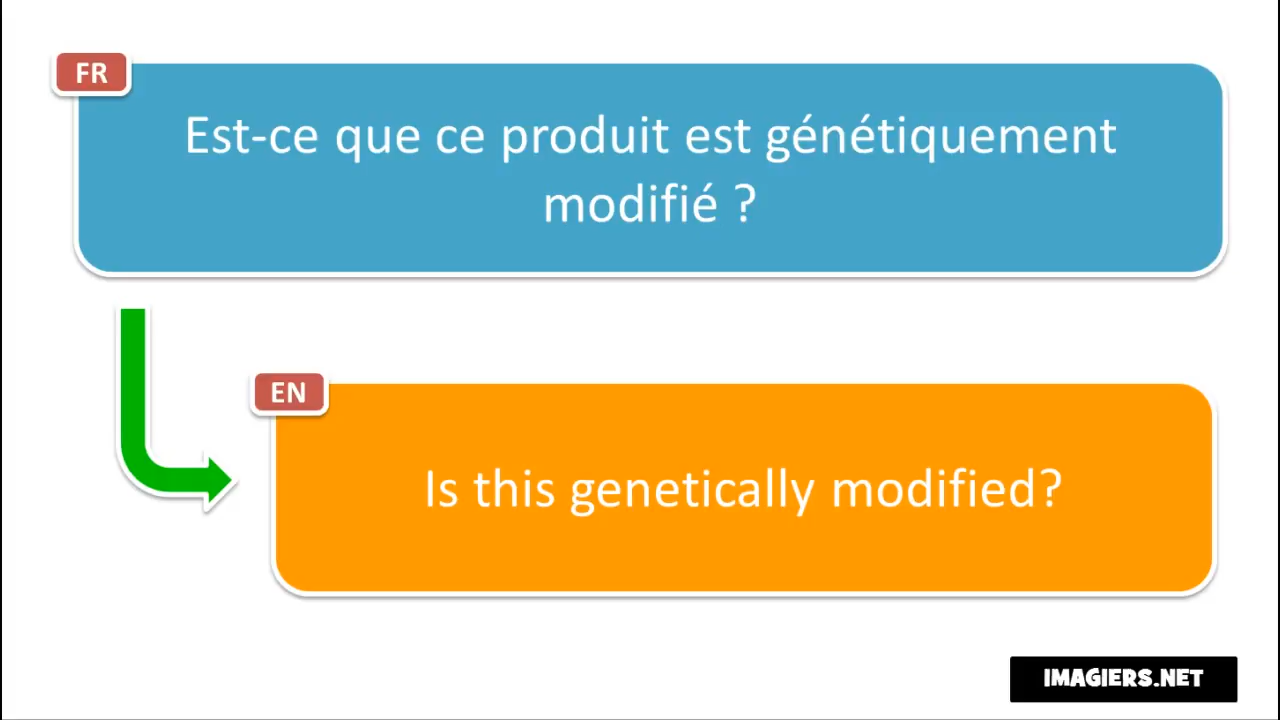 FR
Est-ce que ce produit est génétiquement
modifié ?
EN
Is this genetically modified?
IMAGIERS.NET